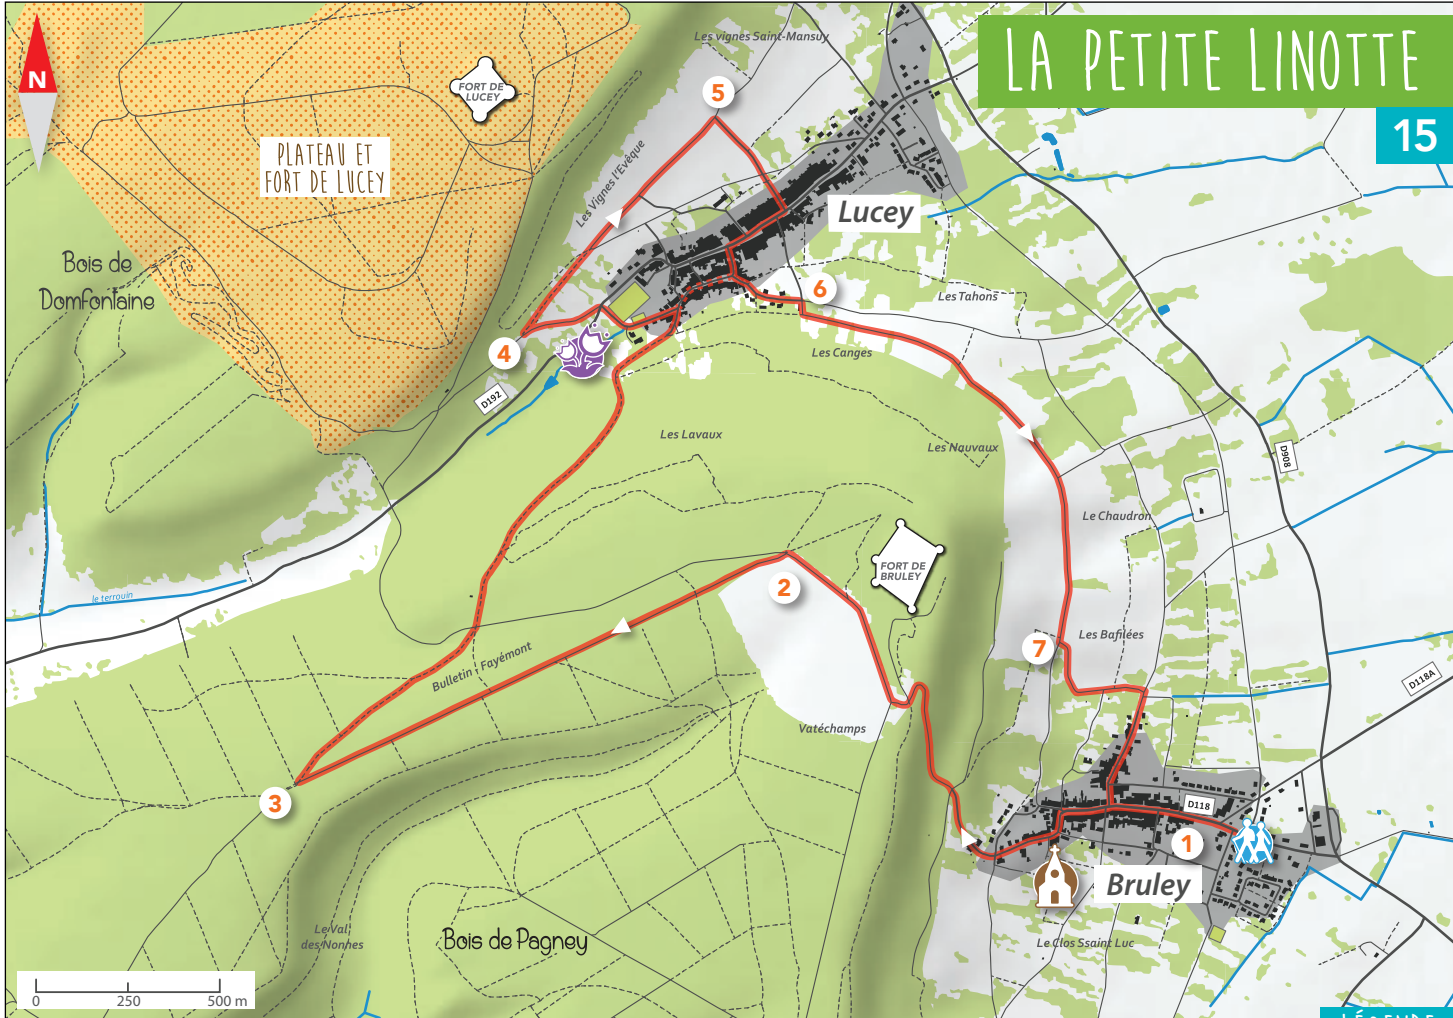 LA PETITE LINOTTE
15
N
Les vignes Saint-Mansuy
FORT DE
LUCEY
5
PLATEAU ET
FORT DE LUCEY
Les Vignes l'Evêque
Lucey
Bois de
Domfontaine
6
Les Tahons
4
Les Canges
D192
Les Lavaux
Les Nauvaux
D908
Le Chaudron
FORT DE
BRULEY
2
le terrouin
Les Bafilées
7
Bulletin - Fayémont
D118A
Vatéchamps
3
D118
1
Bruley
Le Val
des Nonnes
Bois de Pagney
Le Clos Ssaint Luc
0 250 500 m
LÉGENDE